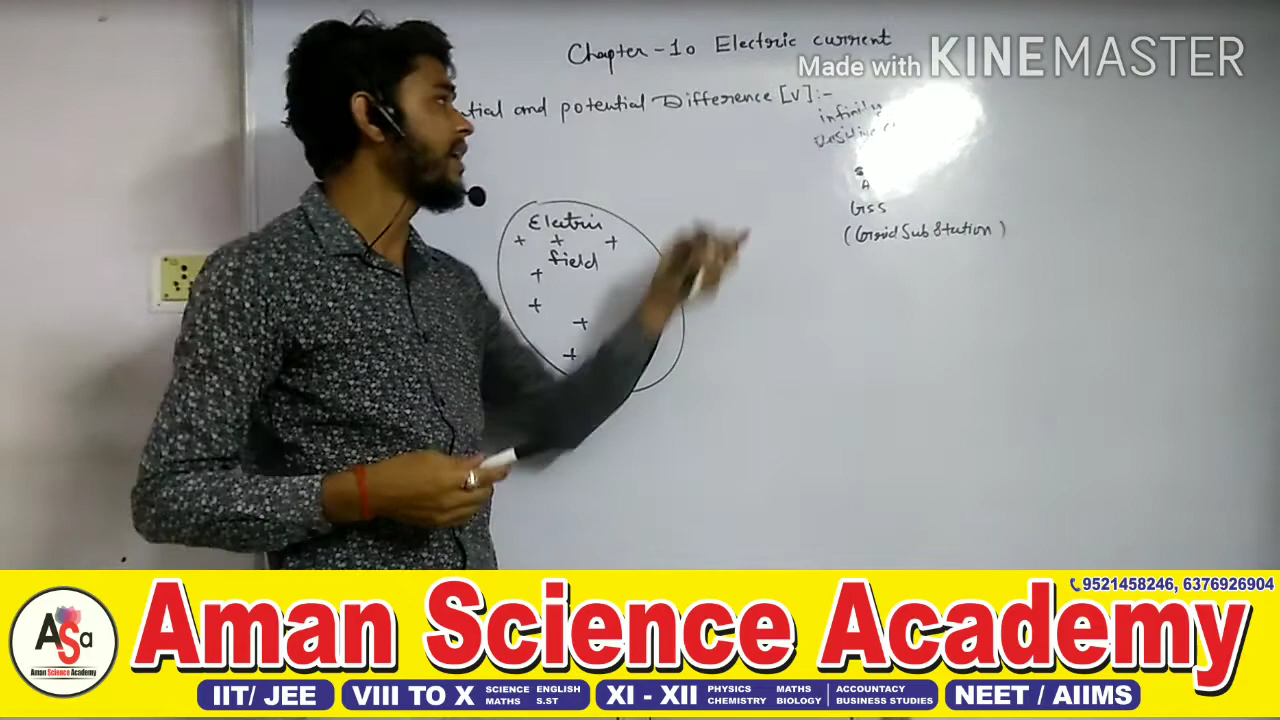 Chapter - 10 Electric current
Made with KINEMASTER
and potential Difference [V] :-
GSS
(Grid Sub Station)
Electric
+ + +
field
+
+
+
+
9521458246, 6376926904
ASa
Aman Science Academy
Aman Science Academy
IIT/ JEE
VIII TO X
SCIENCE ENGLISH
MATHS S.ST
XI - XII
PHYSICS MATHS
CHEMISTRY BIOLOGY
ACCOUNTACY
BUSINESS STUDIES
NEET / AIIMS